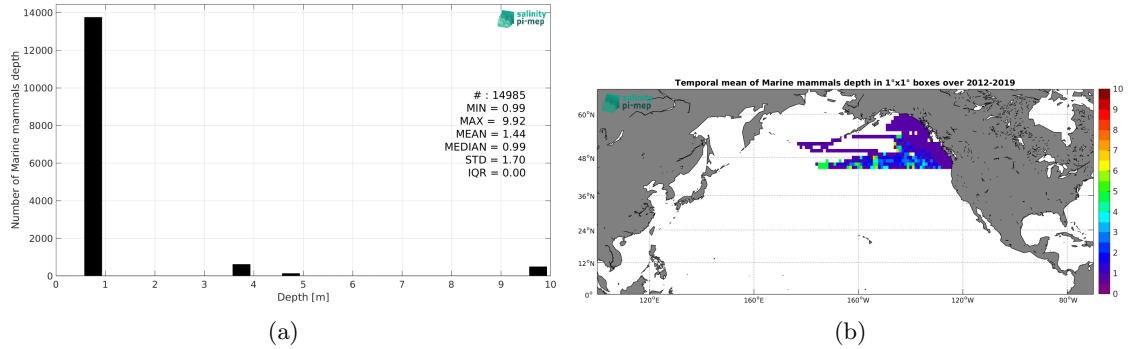 salinity
pi-mep
14000
12000
10000
8000
6000
4000
2000
0
Number of Marine mammals depth
# : 14985
MIN = 0.99
MAX = 9.92
MEAN = 1.44
MEDIAN = 0.99
STD = 1.70
IQR = 0.00
0 1 2 3 4 5 6 7 8 9 10
Depth [m]
(a)
Temporal mean of Marine mammals depth in 1°x1° boxes over 2012-2019
salinity
pi-mep
60°N
48°N
36°N
24°N
12°N
0°
120°E 160°E 160°W 120°W 80°W
10
9
8
7
6
5
4
3
2
1
0
(b)